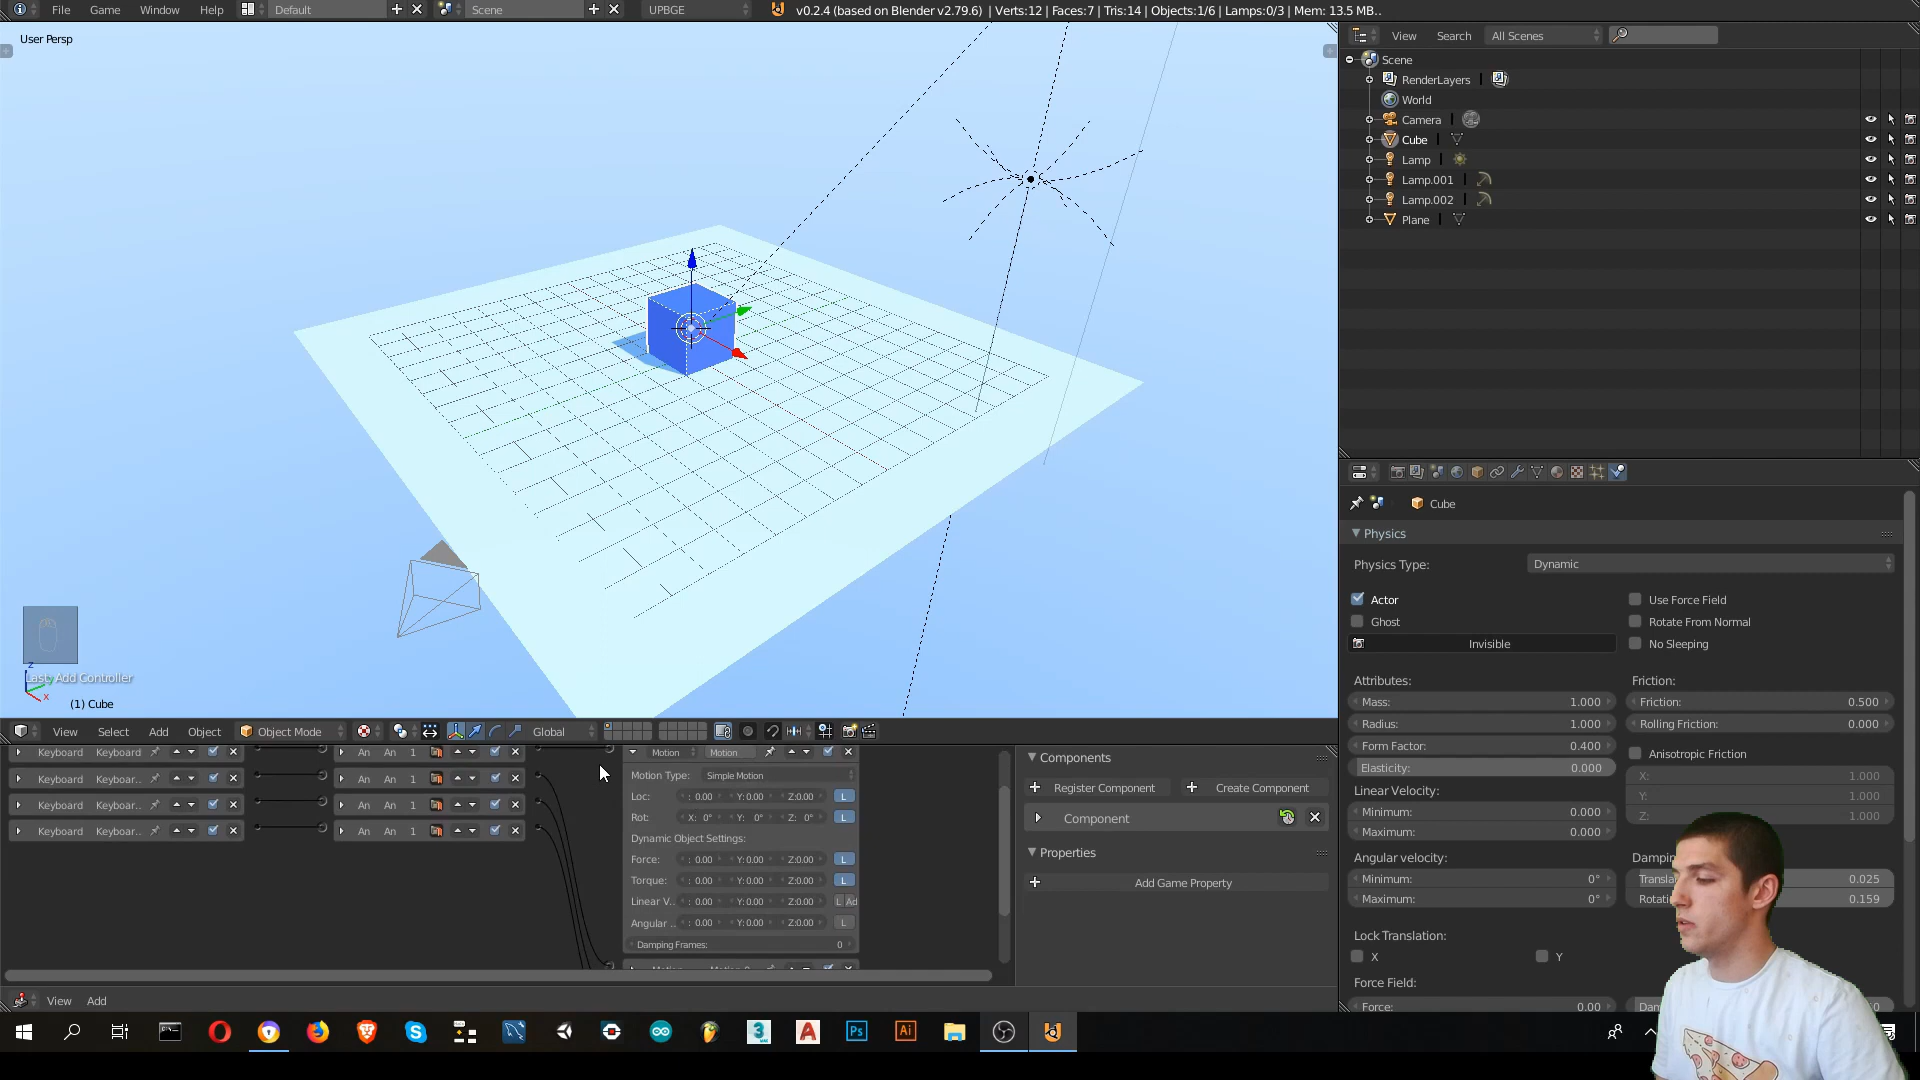 File Game Window Help Default Scene UPBGE v0.2.4 (based on Blender v2.79.6) | Verts:12 | Faces:7 | Tris:14 | Objects:1/6 | Lamps:0/3 | Mem: 13.5 MB..
User Persp
View Search All Scenes
Scene
RenderLayers
World
Camera
Cube
Lamp
Lamp.001
Lamp.002
Plane
Cube
Physics
Physics Type: Dynamic
Actor Use Force Field
Ghost Rotate From Normal
Invisible No Sleeping
Attributes: Friction:
Mass: 1.000 Friction: 0.500
Radius: 1.000 Rolling Friction: 0.000
Form Factor: 0.400 Anisotropic Friction
Elasticity: 0.000 X: 1.000
Linear Velocity: Y: 1.000
Minimum: 0.000 Z: 1.000
Maximum: 0.000
Angular velocity: Dampin
Minimum: 0° Transla 0.025
Maximum: 0° Rotati 0.159
Lock Translation:
X Y
Force Field:
Force: 0.00
Last: Add Controller
z
x
(1) Cube
View Select Add Object Object Mode Global
Keyboard Keyboard An An 1 Motion Motion
Keyboard Keyboar.. An An 1 Motion Type: Simple Motion
Keyboard Keyboar.. An An 1 Loc: : 0.00 Y: 0.00 Z:0.00 L
Keyboard Keyboar.. An An 1 Rot: X: 0° Y: 0° Z: 0° L
Dynamic Object Settings:
Force: : 0.00 Y: 0.00 Z:0.00 L
Torque: : 0.00 Y: 0.00 Z:0.00 L
Linear V.. : 0.00 Y: 0.00 Z:0.00 L Ad
Angular .. : 0.00 Y: 0.00 Z:0.00 L
Damping Frames: 0
Components
Register Component Create Component
Component
Properties
Add Game Property
View Add
3
A Ps Ai